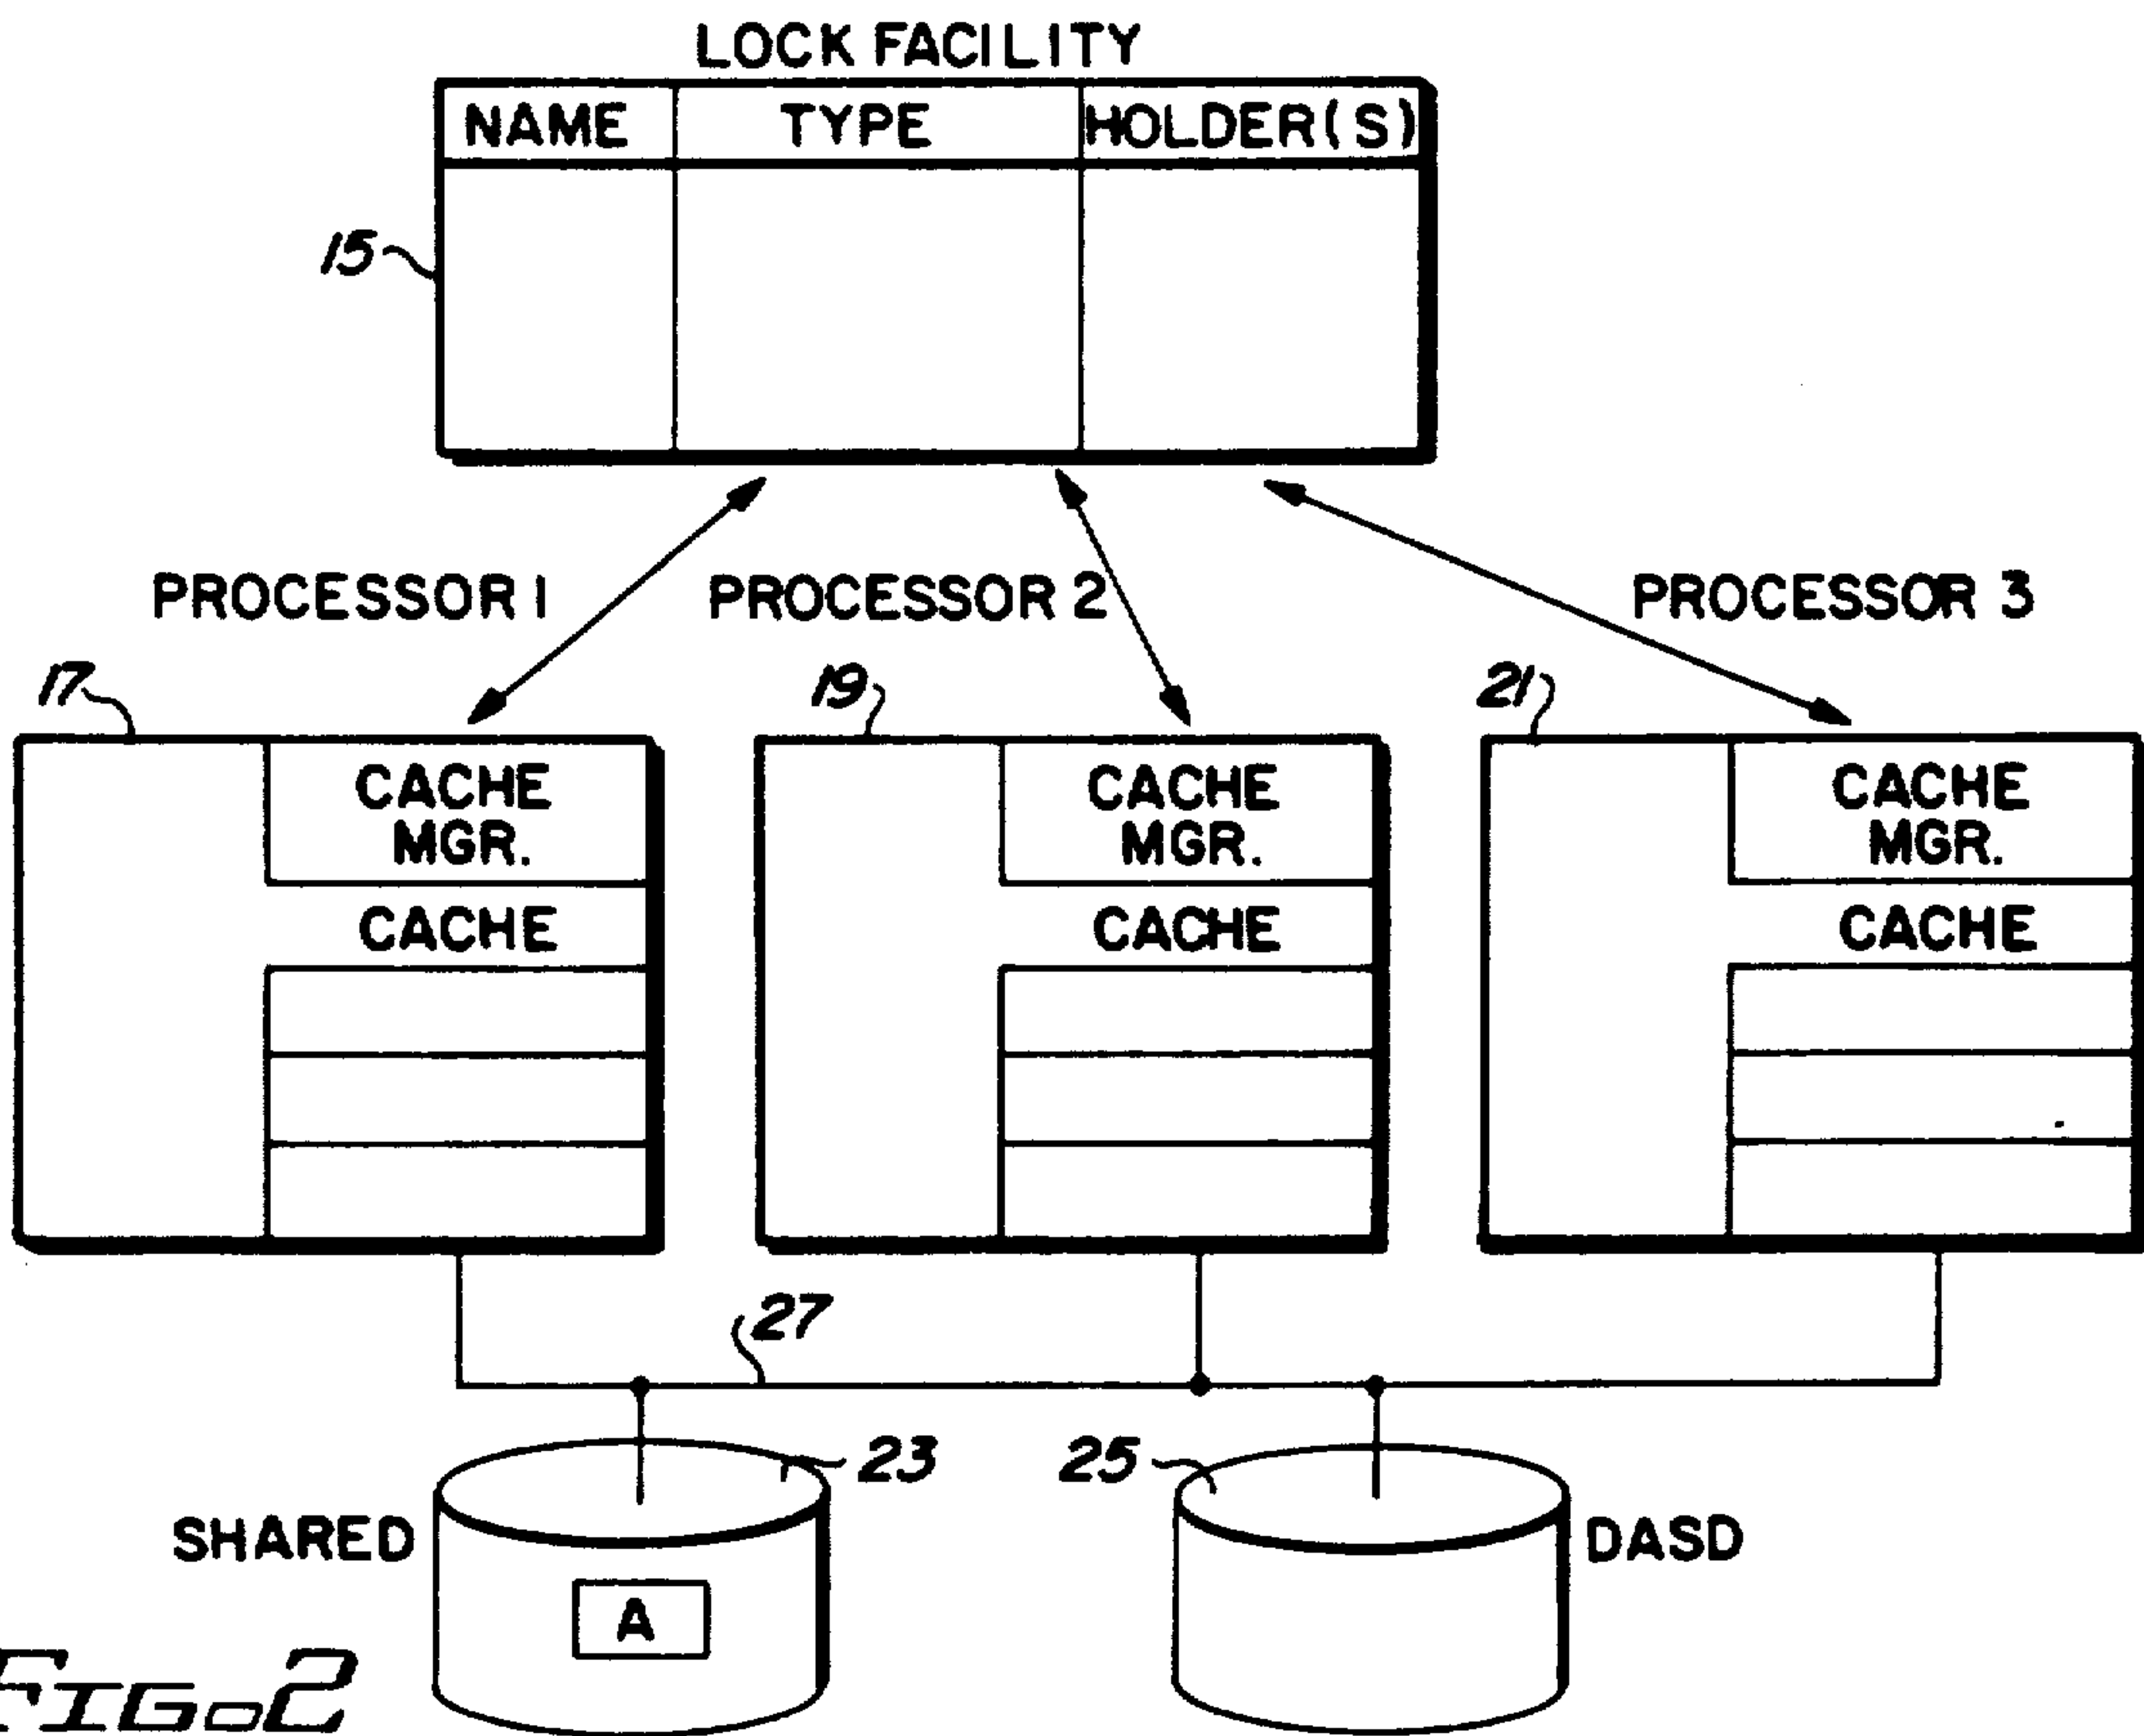 LOCK FACILITY
NAME TYPE HOLDER(S)
15
PROCESSOR 1 PROCESSOR 2 PROCESSOR 3
17 19 21
CACHE MGR. CACHE MGR. CACHE MGR.
CACHE CACHE CACHE
27
23 25
SHARED DASD
A
FIG. 2